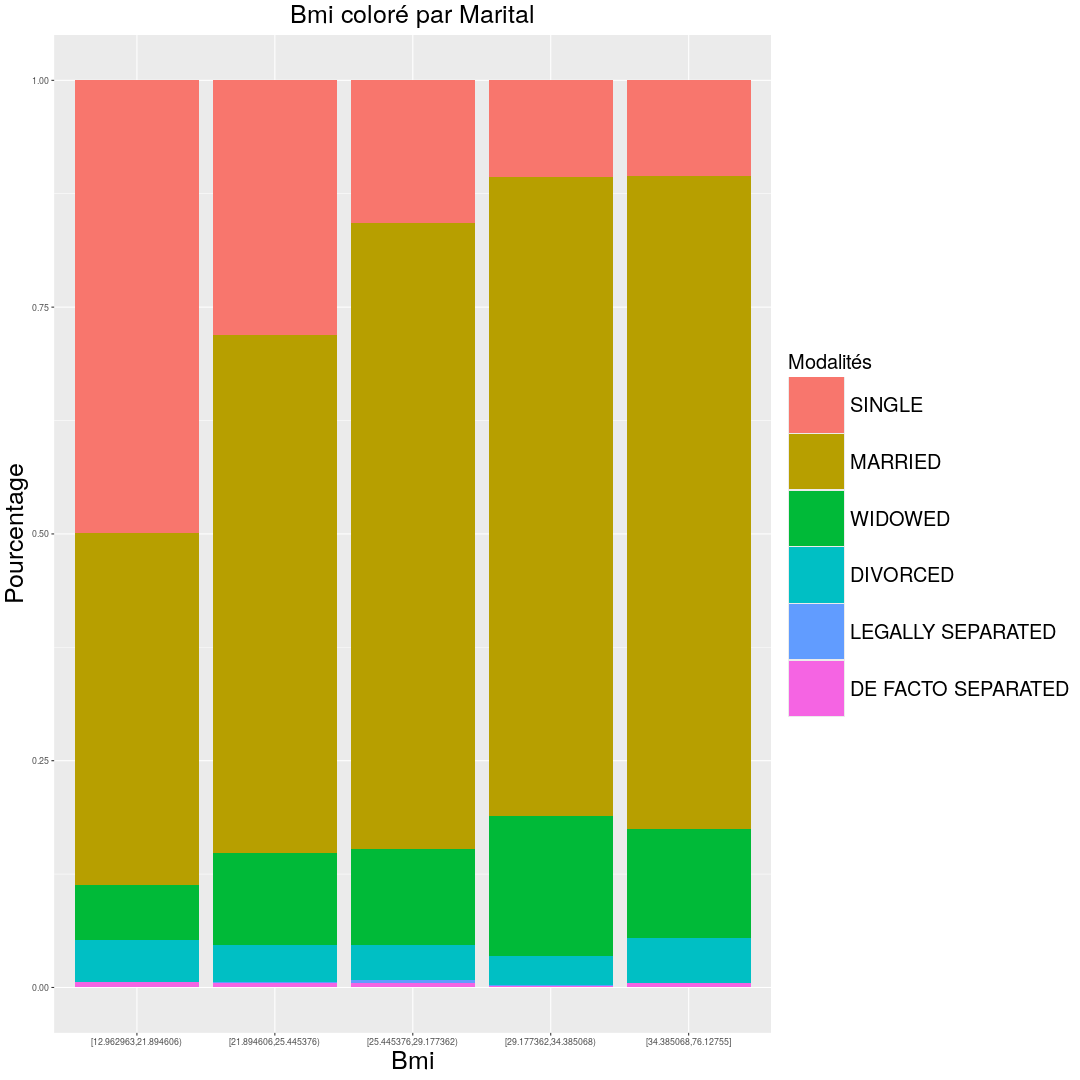 Bmi coloré par Marital
Pourcentage
1.00
0.75
0.50
0.25
0.00
[12.962963,21.894606)
[21.894606,25.445376)
[25.445376,29.177362)
[29.177362,34.385068)
[34.385068,76.12755]
Bmi
Modalités
SINGLE
MARRIED
WIDOWED
DIVORCED
LEGALLY SEPARATED
DE FACTO SEPARATED